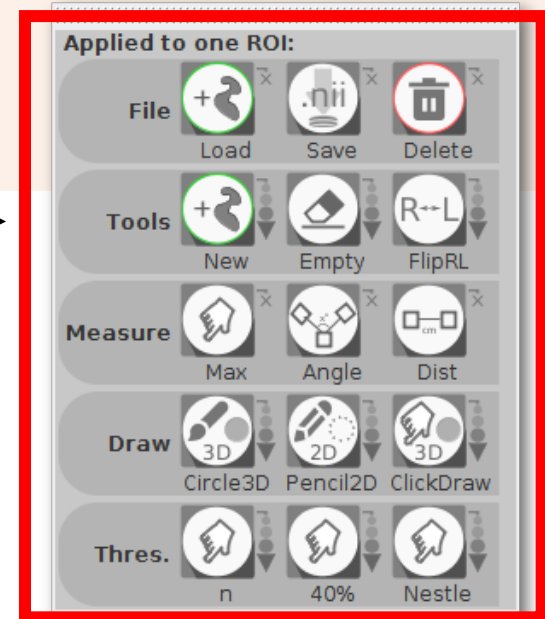 Applied to one ROI:
File
+ .nii
x x x
Load Save Delete
Tools
+ R↔L
New Empty FlipRL
Measure
x° cm
x x x
Max Angle Dist
Draw
3D 2D 3D
Circle3D Pencil2D ClickDraw
Thres.
n 40% Nestle